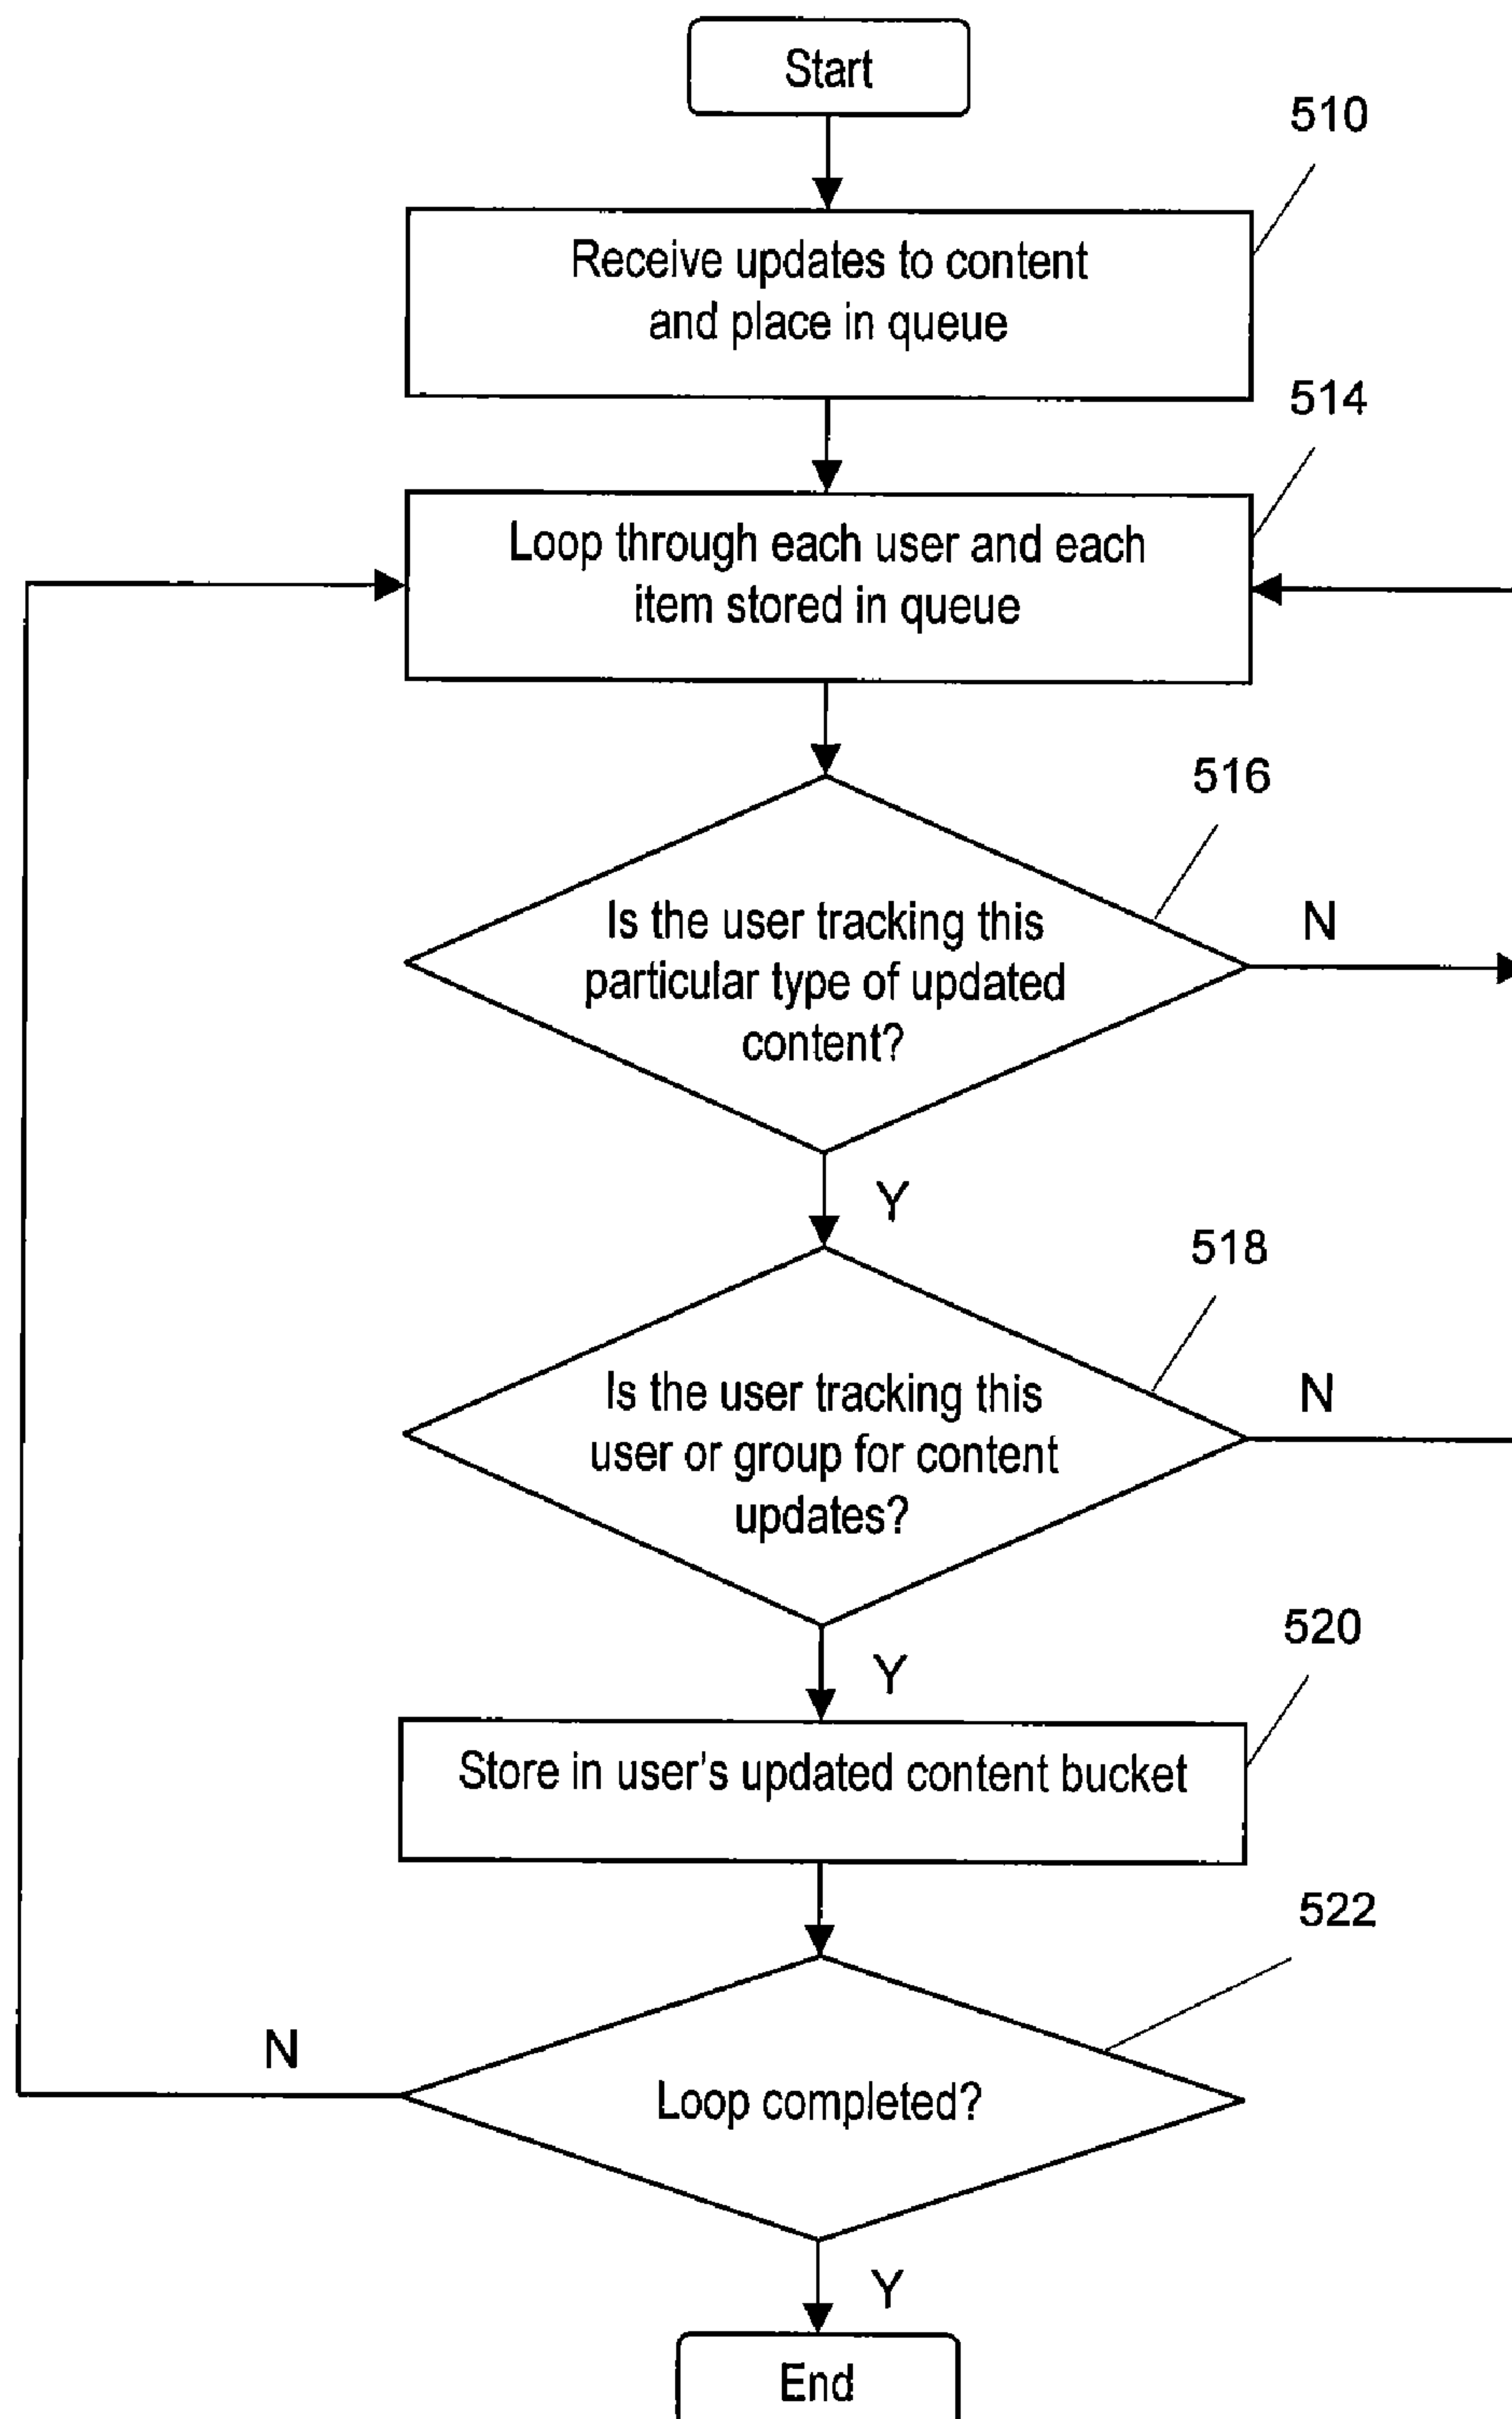 Start
510
Receive updates to content
and place in queue
514
Loop through each user and each
item stored in queue
516
Is the user tracking this
particular type of updated
content?
N
Y
518
Is the user tracking this
user or group for content
updates?
N
Y
520
Store in user's updated content bucket
522
Loop completed?
N
Y
End